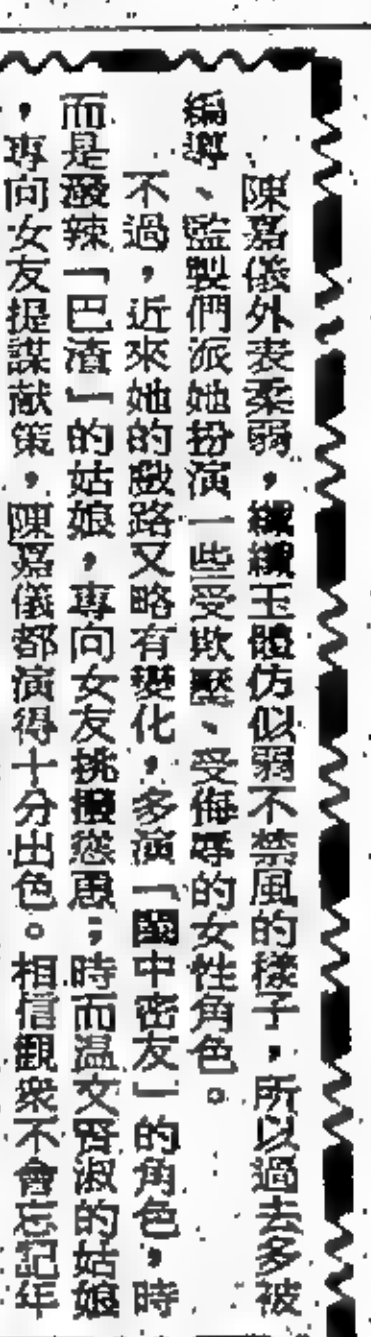 陳嘉儀外表柔弱，纖纖玉體仿似弱不禁風的樣子，所以過去多被
編導、監製們派她扮演一些受欺壓、受侮辱的女性角色。
不過，近來她的戲路又略有變化，多演「閨中密友」的角色，時
而是潑辣「巴渣」的姑娘，專向女友挑撥慫恿；時而溫文賢淑的姑娘
，專向女友提謀献策，陳嘉儀都演得十分出色。相信觀衆不會忘記年